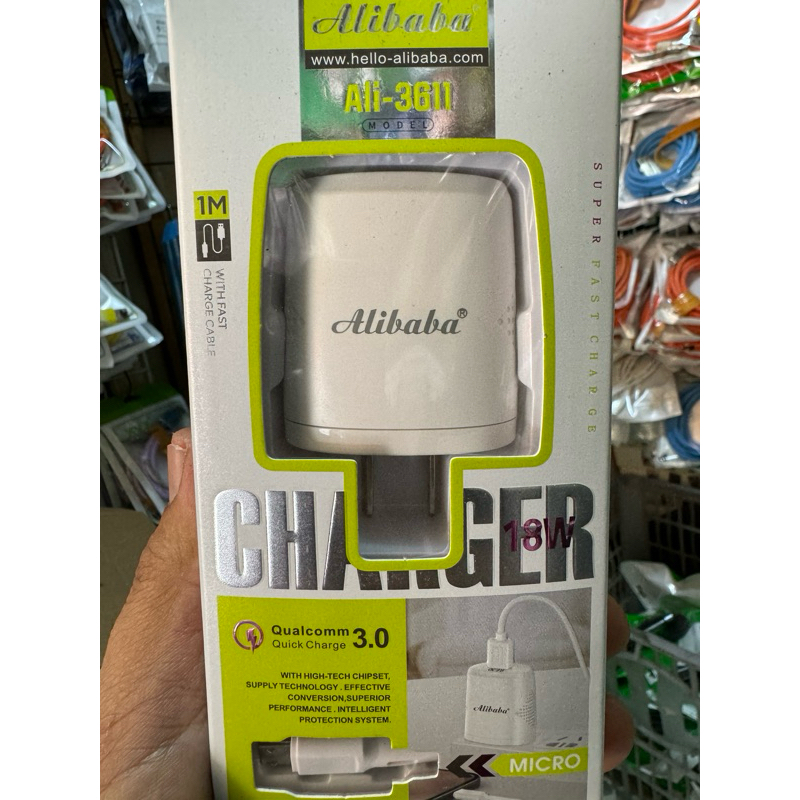 Alibaba
www.hello-alibaba.com
Ali-3611
MODEL
1M
WITH FAST
CHARGE CABLE
SUPER FAST CHARGE
Alibaba®
CHARGER
18W
Qualcomm 3.0
Quick Charge
WITH HIGH-TECH CHIPSET,
SUPPLY TECHNOLOGY . EFFECTIVE
CONVERSION,SUPERIOR
PERFORMANCE . INTELLIGENT
PROTECTION SYSTEM.
Alibaba®
MICRO